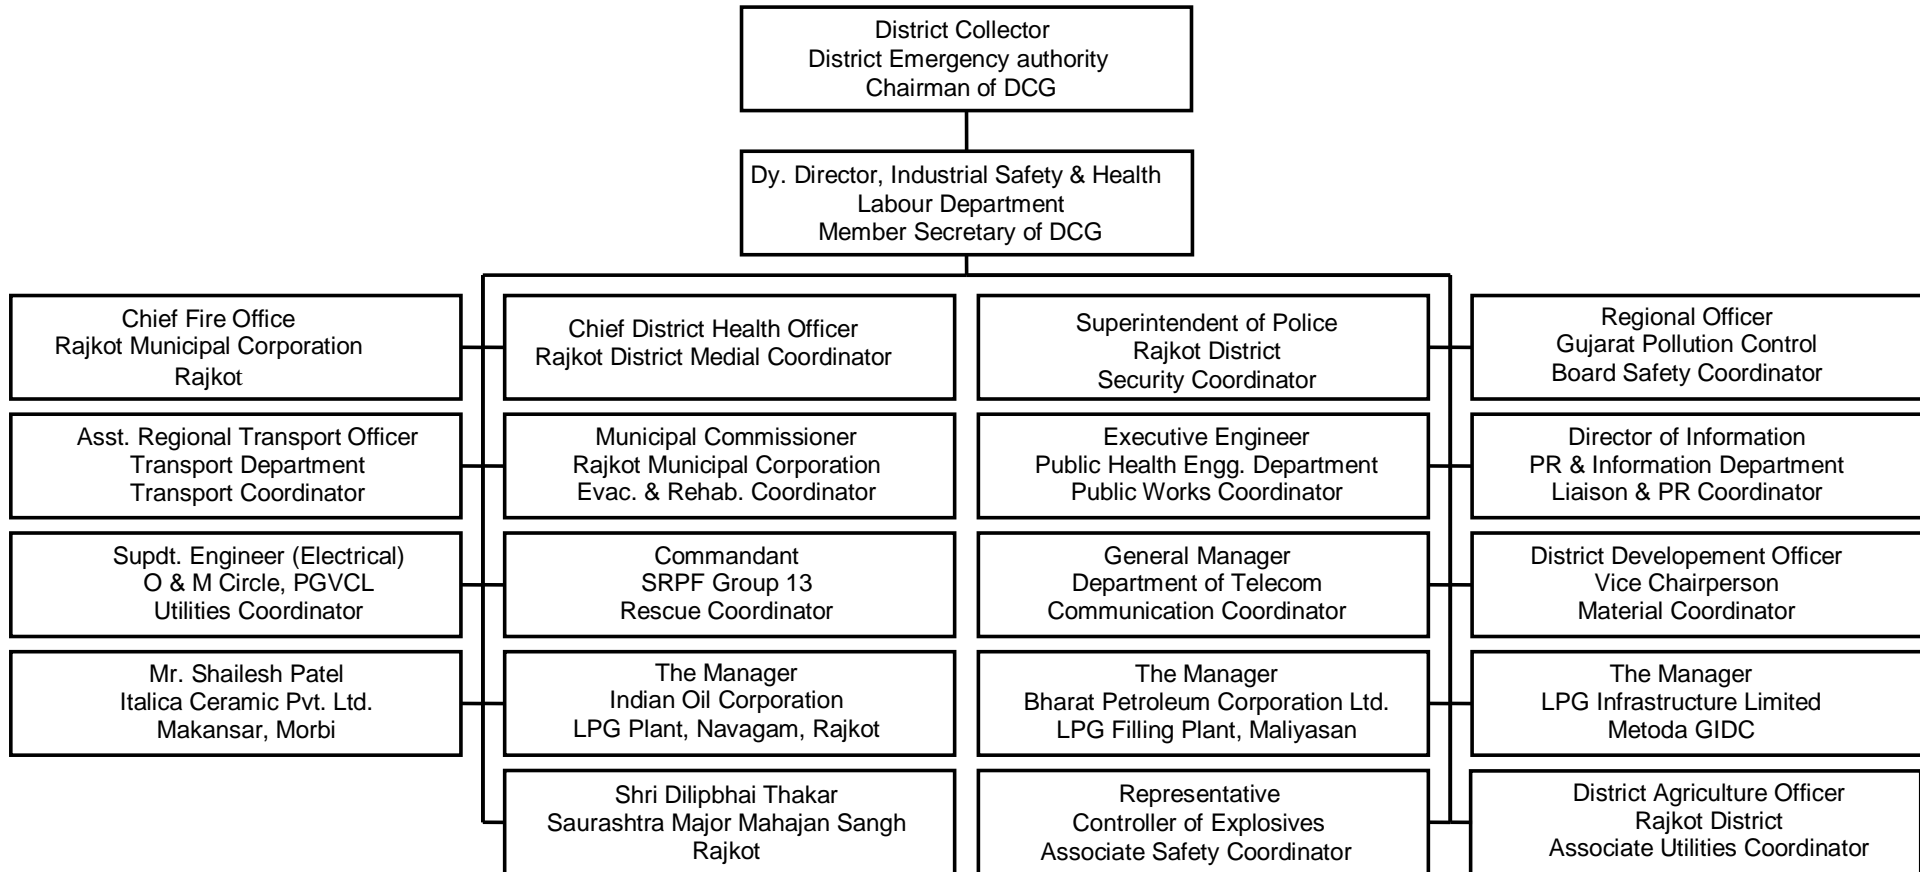 District Collector
District Emergency authority
Chairman of DCG
Dy. Director, Industrial Safety & Health
Labour Department
Member Secretary of DCG
Chief Fire Office
Rajkot Municipal Corporation
Rajkot
Chief District Health Officer
Rajkot District Medial Coordinator
Superintendent of Police
Rajkot District
Security Coordinator
Regional Officer
Gujarat Pollution Control
Board Safety Coordinator
Asst. Regional Transport Officer
Transport Department
Transport Coordinator
Municipal Commissioner
Rajkot Municipal Corporation
Evac. & Rehab. Coordinator
Executive Engineer
Public Health Engg. Department
Public Works Coordinator
Director of Information
PR & Information Department
Liaison & PR Coordinator
Supdt. Engineer (Electrical)
O & M Circle, PGVCL
Utilities Coordinator
Commandant
SRPF Group 13
Rescue Coordinator
General Manager
Department of Telecom
Communication Coordinator
District Developement Officer
Vice Chairperson
Material Coordinator
Mr. Shailesh Patel
Italica Ceramic Pvt. Ltd.
Makansar, Morbi
The Manager
Indian Oil Corporation
LPG Plant, Navagam, Rajkot
The Manager
Bharat Petroleum Corporation Ltd.
LPG Filling Plant, Maliyasan
The Manager
LPG Infrastructure Limited
Metoda GIDC
Shri Dilipbhai Thakar
Saurashtra Major Mahajan Sangh
Rajkot
Representative
Controller of Explosives
Associate Safety Coordinator
District Agriculture Officer
Rajkot District
Associate Utilities Coordinator